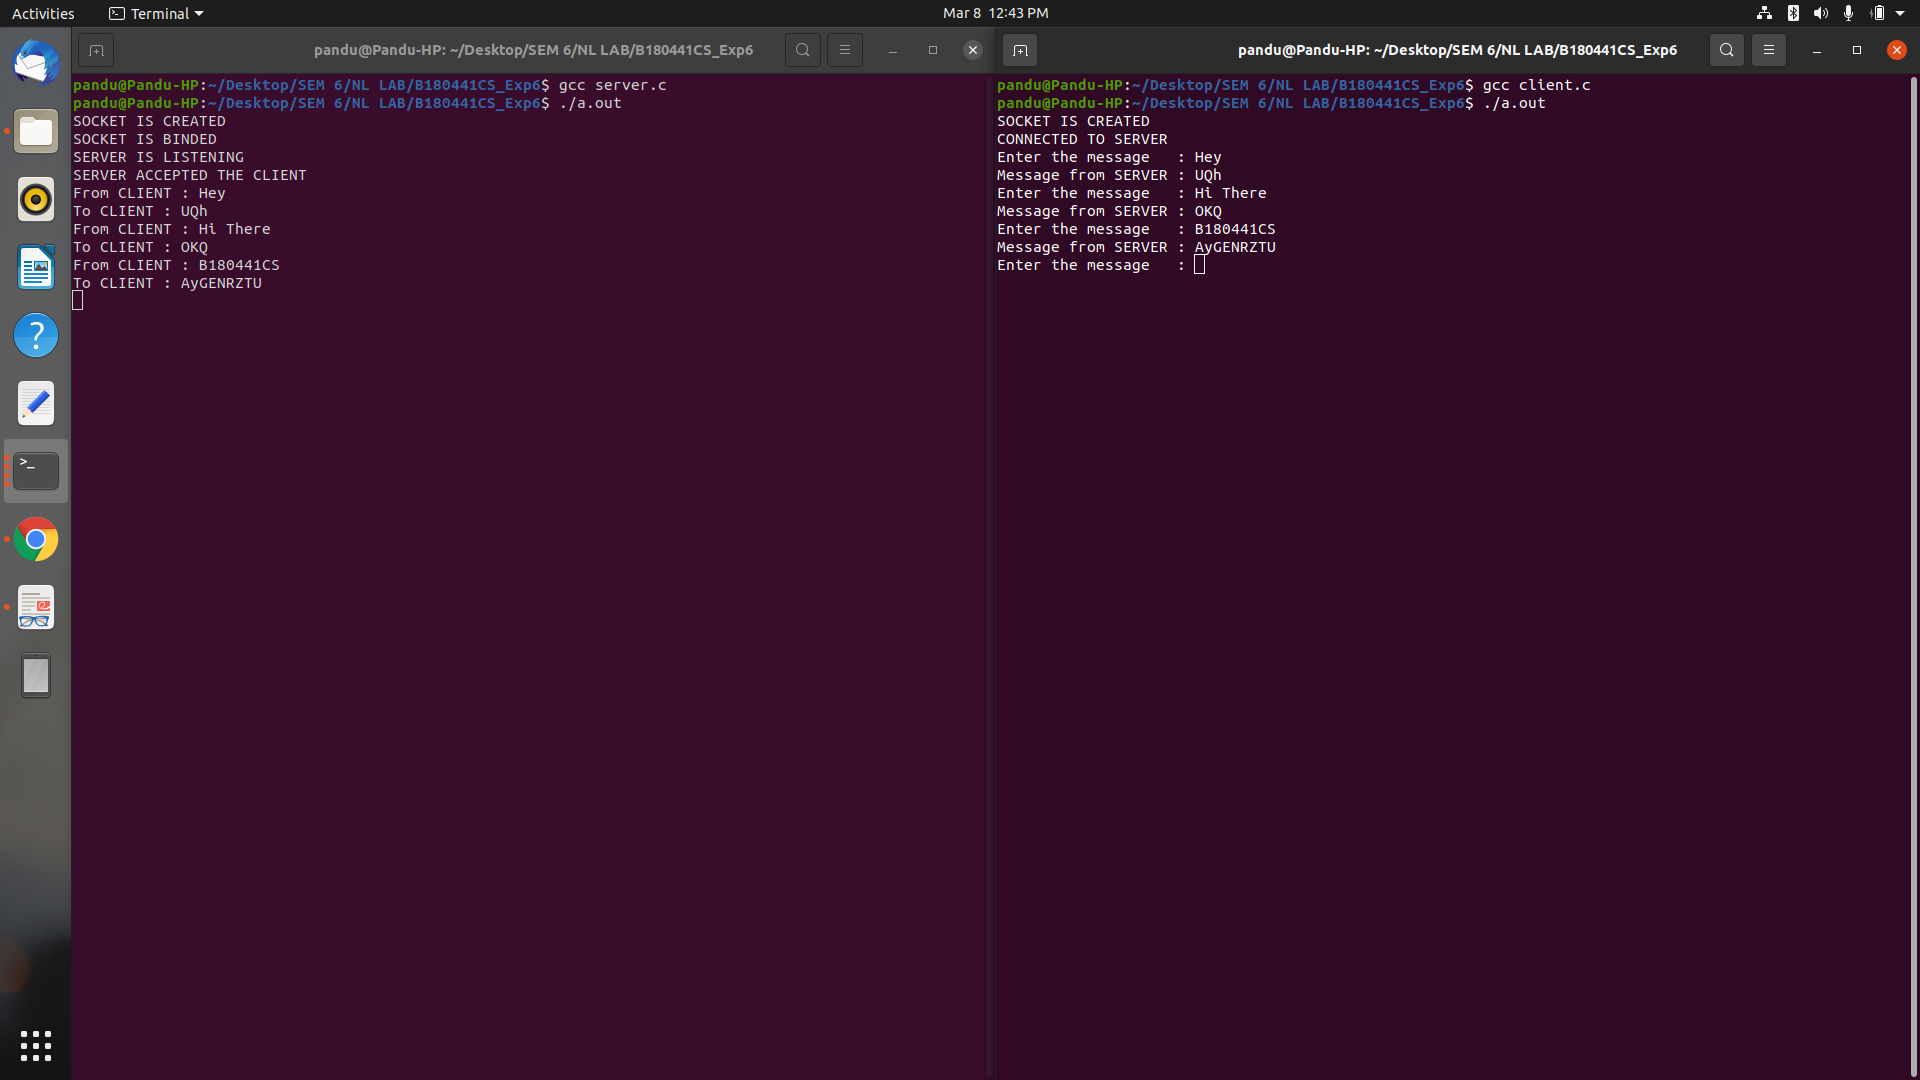 Activities
Terminal
Mar 8 12:43 PM
pandu@Pandu-HP: ~/Desktop/SEM 6/NL LAB/B180441CS_Exp6
pandu@Pandu-HP:~/Desktop/SEM 6/NL LAB/B180441CS_Exp6$ gcc server.c
pandu@Pandu-HP:~/Desktop/SEM 6/NL LAB/B180441CS_Exp6$ ./a.out
SOCKET IS CREATED
SOCKET IS BINDED
SERVER IS LISTENING
SERVER ACCEPTED THE CLIENT
From CLIENT : Hey
To CLIENT : UQh
From CLIENT : Hi There
To CLIENT : OKQ
From CLIENT : B180441CS
To CLIENT : AyGENRZTU
pandu@Pandu-HP: ~/Desktop/SEM 6/NL LAB/B180441CS_Exp6
pandu@Pandu-HP:~/Desktop/SEM 6/NL LAB/B180441CS_Exp6$ gcc client.c
pandu@Pandu-HP:~/Desktop/SEM 6/NL LAB/B180441CS_Exp6$ ./a.out
SOCKET IS CREATED
CONNECTED TO SERVER
Enter the message   : Hey
Message from SERVER : UQh
Enter the message   : Hi There
Message from SERVER : OKQ
Enter the message   : B180441CS
Message from SERVER : AyGENRZTU
Enter the message   :